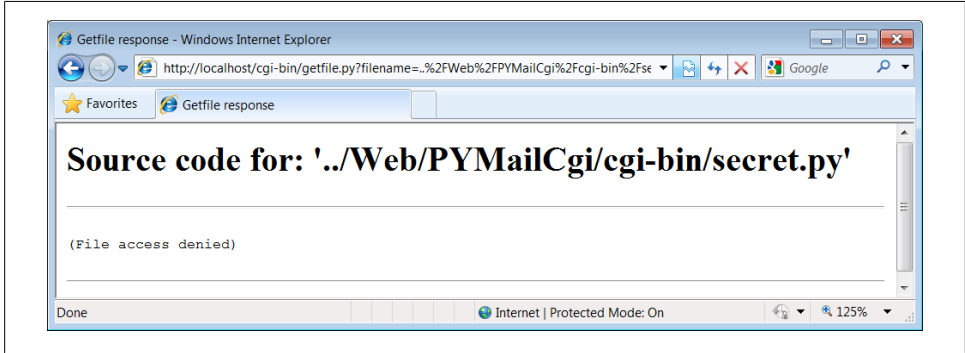 Getfile response - Windows Internet Explorer
http://localhost/cgi-bin/getfile.py?filename=..%2FWeb%2FPYMailCgi%2Fcgi-bin%2Fse
Google
Favorites
Getfile response
Source code for: '../Web/PYMailCgi/cgi-bin/secret.py'
(File access denied)
Done
Internet | Protected Mode: On
125%